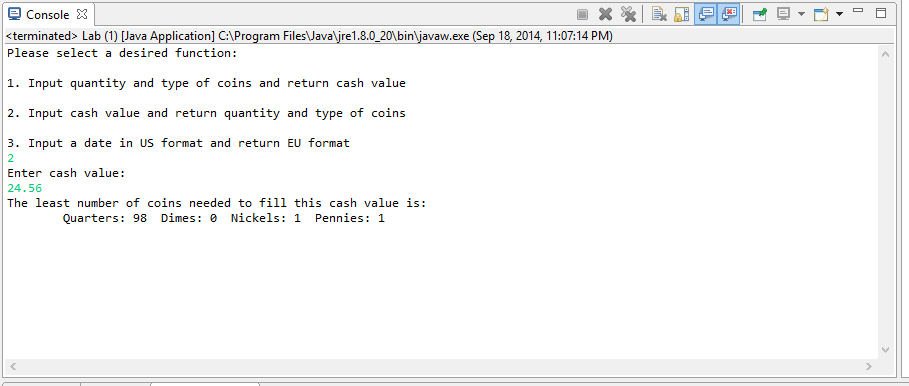 Console
<terminated> Lab (1) [Java Application] C:\Program Files\Java\jre1.8.0_20\bin\javaw.exe (Sep 18, 2014, 11:07:14 PM)
Please select a desired function:
1. Input quantity and type of coins and return cash value
2. Input cash value and return quantity and type of coins
3. Input a date in US format and return EU format
2
Enter cash value:
24.56
The least number of coins needed to fill this cash value is:
Quarters: 98  Dimes: 0  Nickels: 1  Pennies: 1